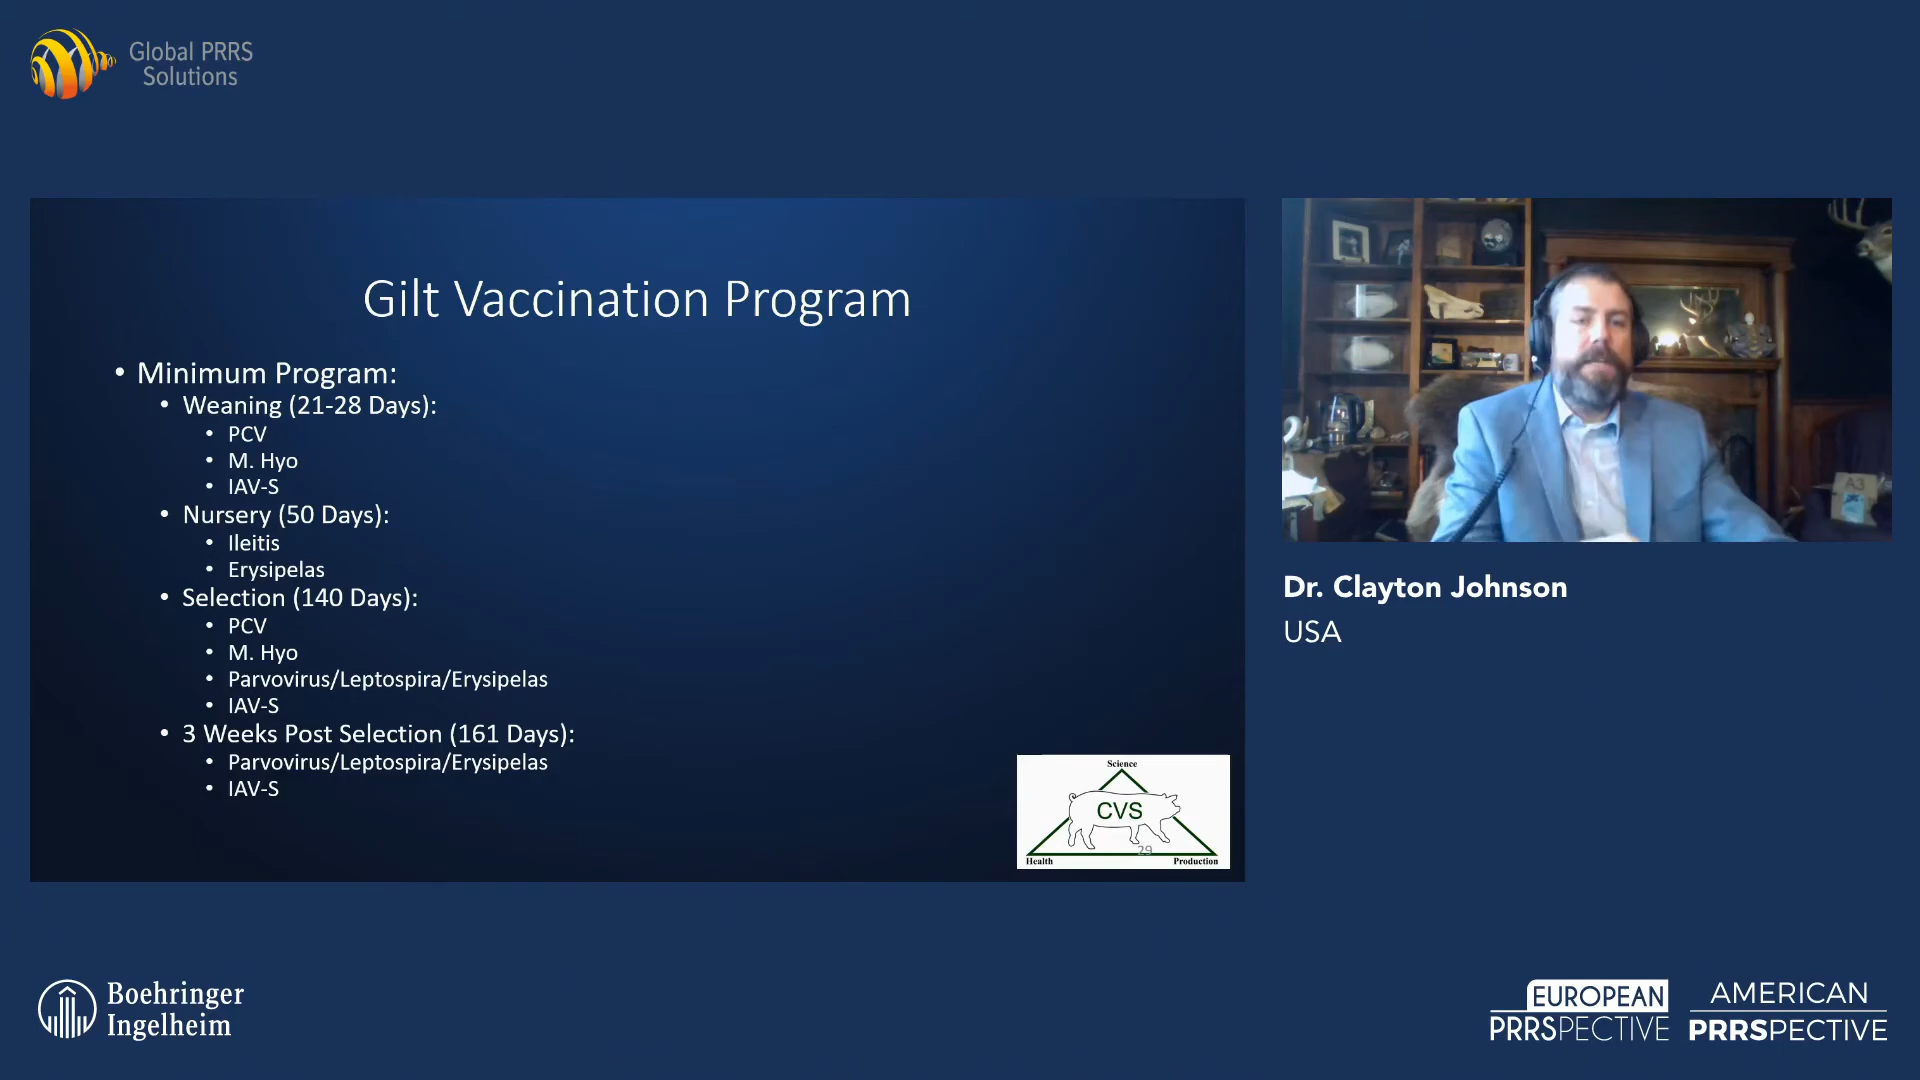 Global PRRS
Solutions
Gilt Vaccination Program
• Minimum Program:
• Weaning (21-28 Days):
• PCV
• M. Hyo
• IAV-S
• Nursery (50 Days):
• Ileitis
• Erysipelas
• Selection (140 Days):
• PCV
• M. Hyo
• Parvovirus/Leptospira/Erysipelas
• IAV-S
• 3 Weeks Post Selection (161 Days):
• Parvovirus/Leptospira/Erysipelas
• IAV-S
Science
CVS
29
Health Production
A3
Dr. Clayton Johnson
USA
Boehringer
Ingelheim
EUROPEAN
PRRSPECTIVE
AMERICAN
PRRSPECTIVE